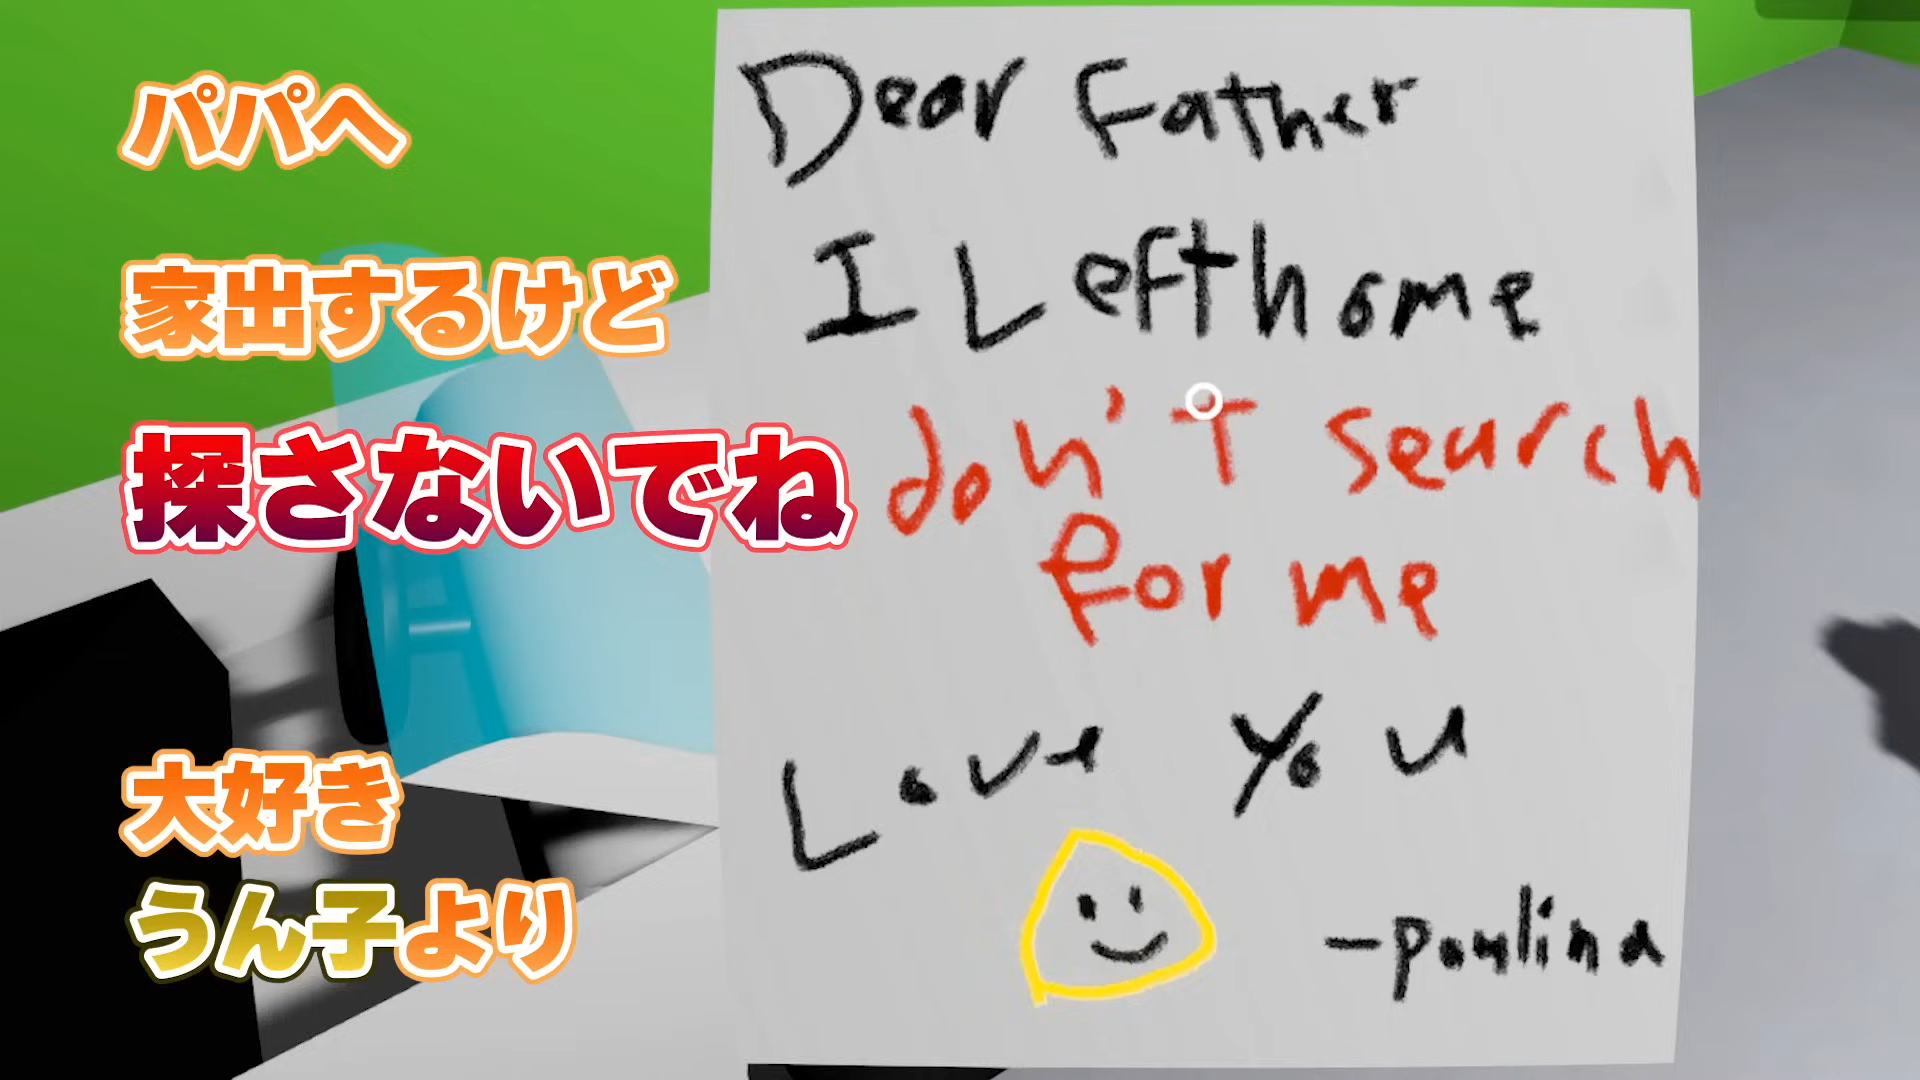 パパへ
家出するけど
探さないでね
大好き
うん子より
Dear Father
I Left home
don't search
for me
Love You
-paulina